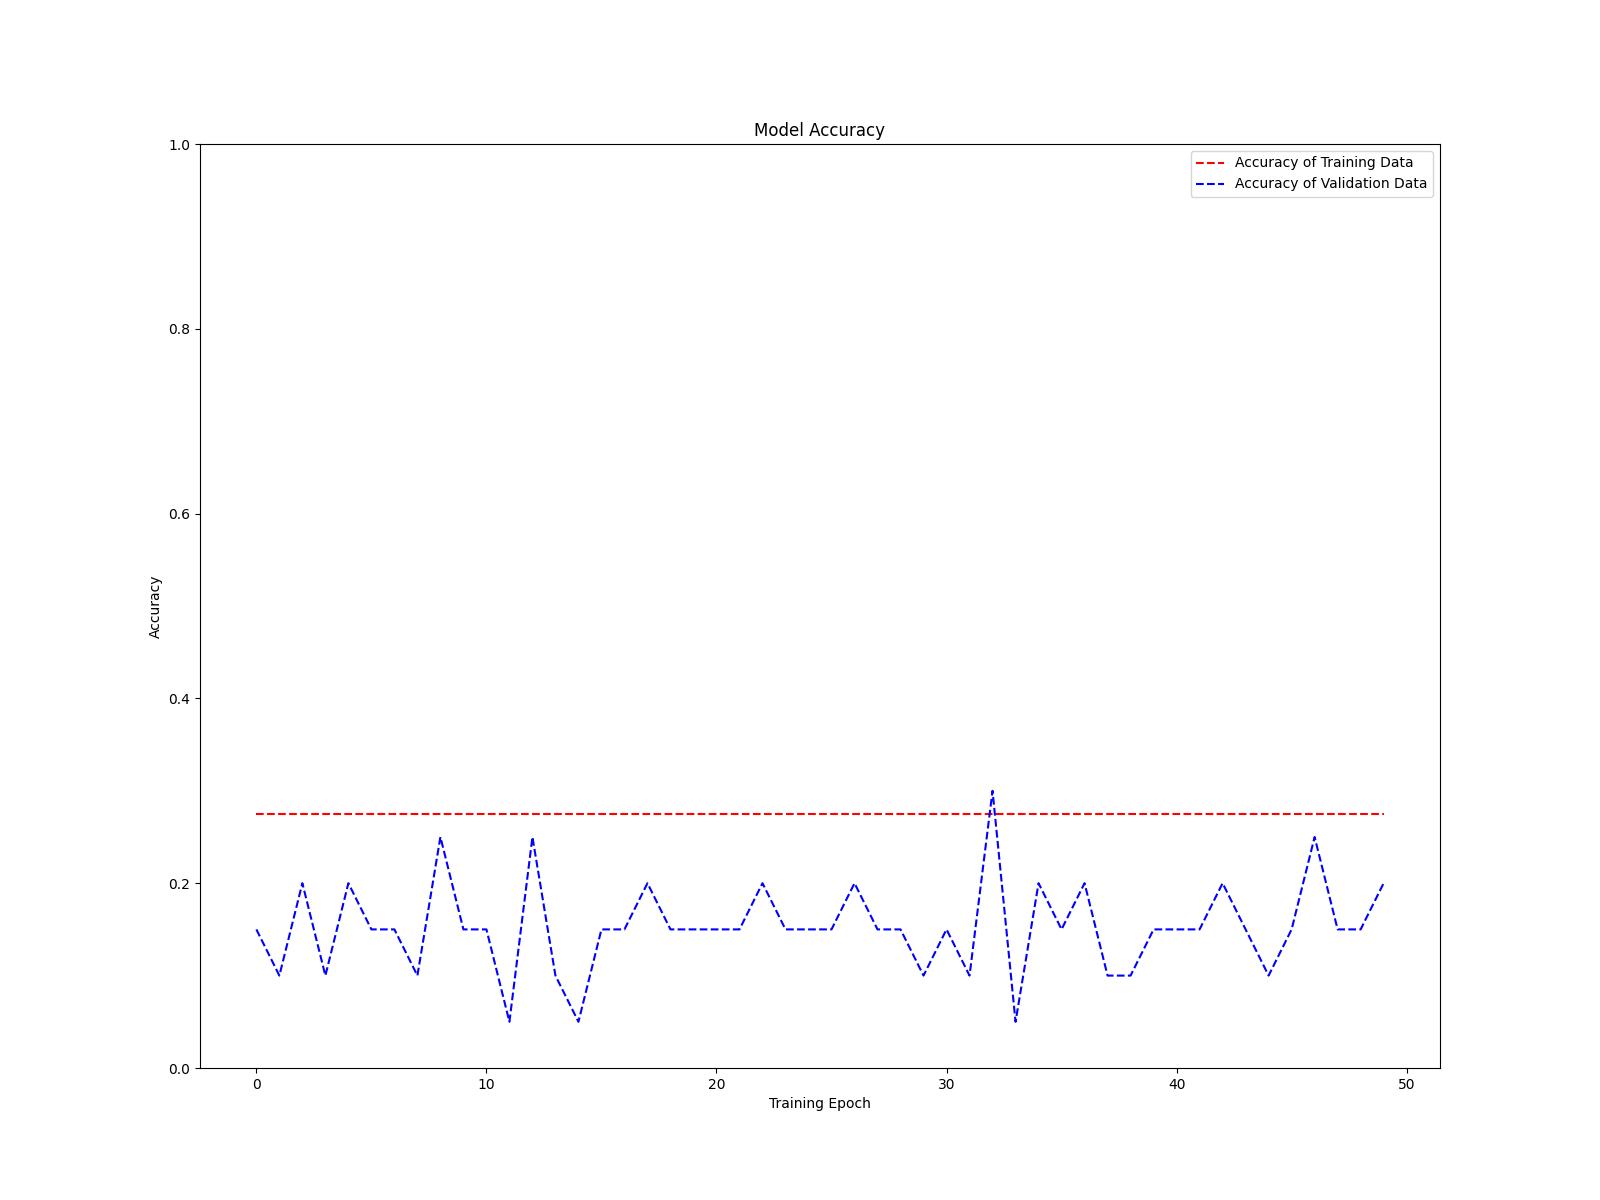 Model Accuracy
Accuracy of Training Data
Accuracy of Validation Data
1.0
0.8
0.6
0.4
0.2
0.0
Accuracy
0 10 20 30 40 50
Training Epoch